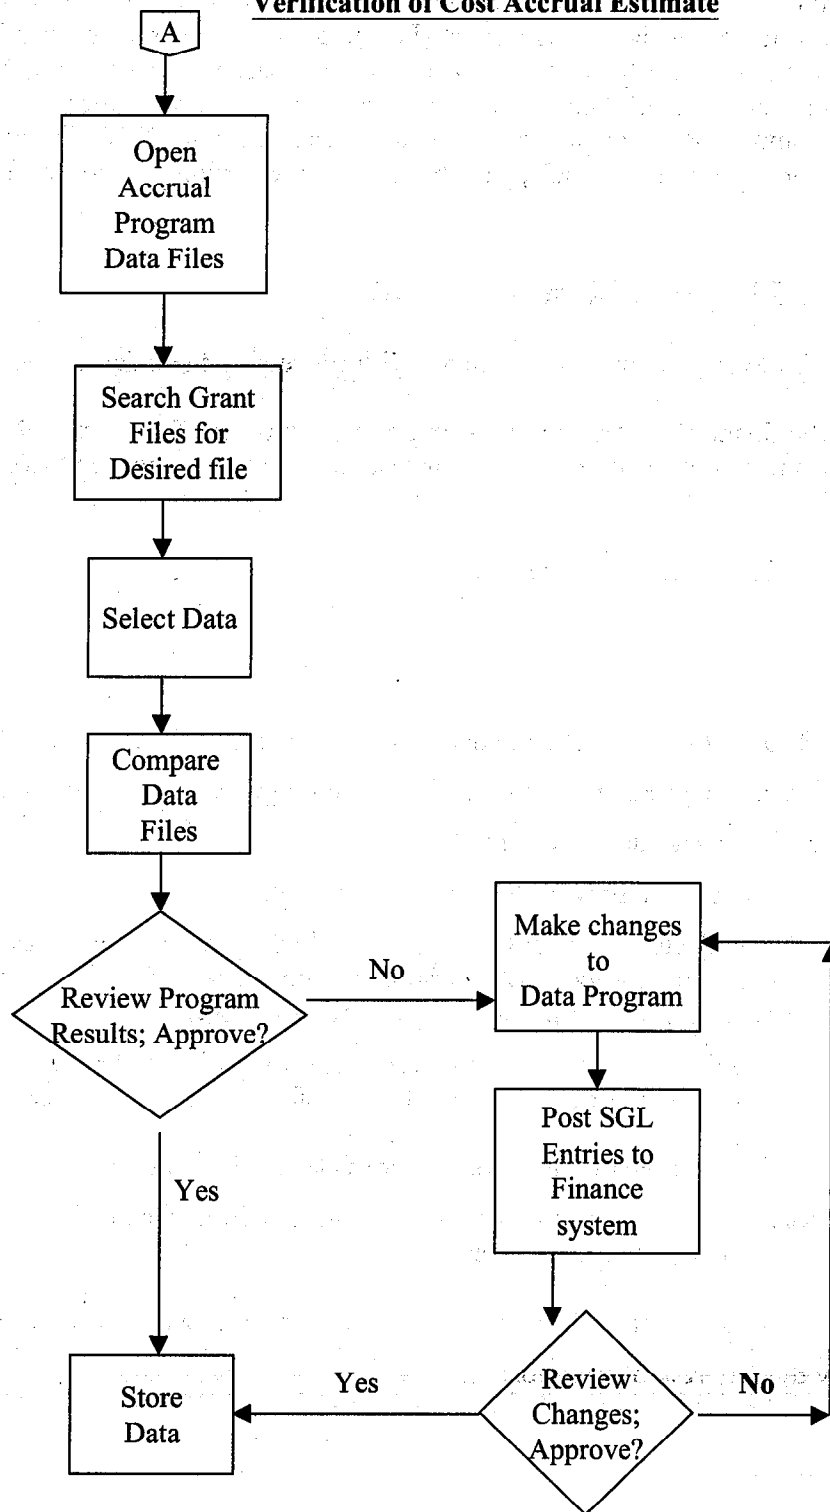 Verification of Cost Accrual Estimate
A
Open
Accrual
Program
Data Files
Search Grant
Files for
Desired file
Select Data
Compare
Data
Files
Review Program
Results; Approve?
No
Make changes
to
Data Program
Post SGL
Entries to
Finance
system
Yes
Store
Data
Yes
Review
Changes;
Approve?
No